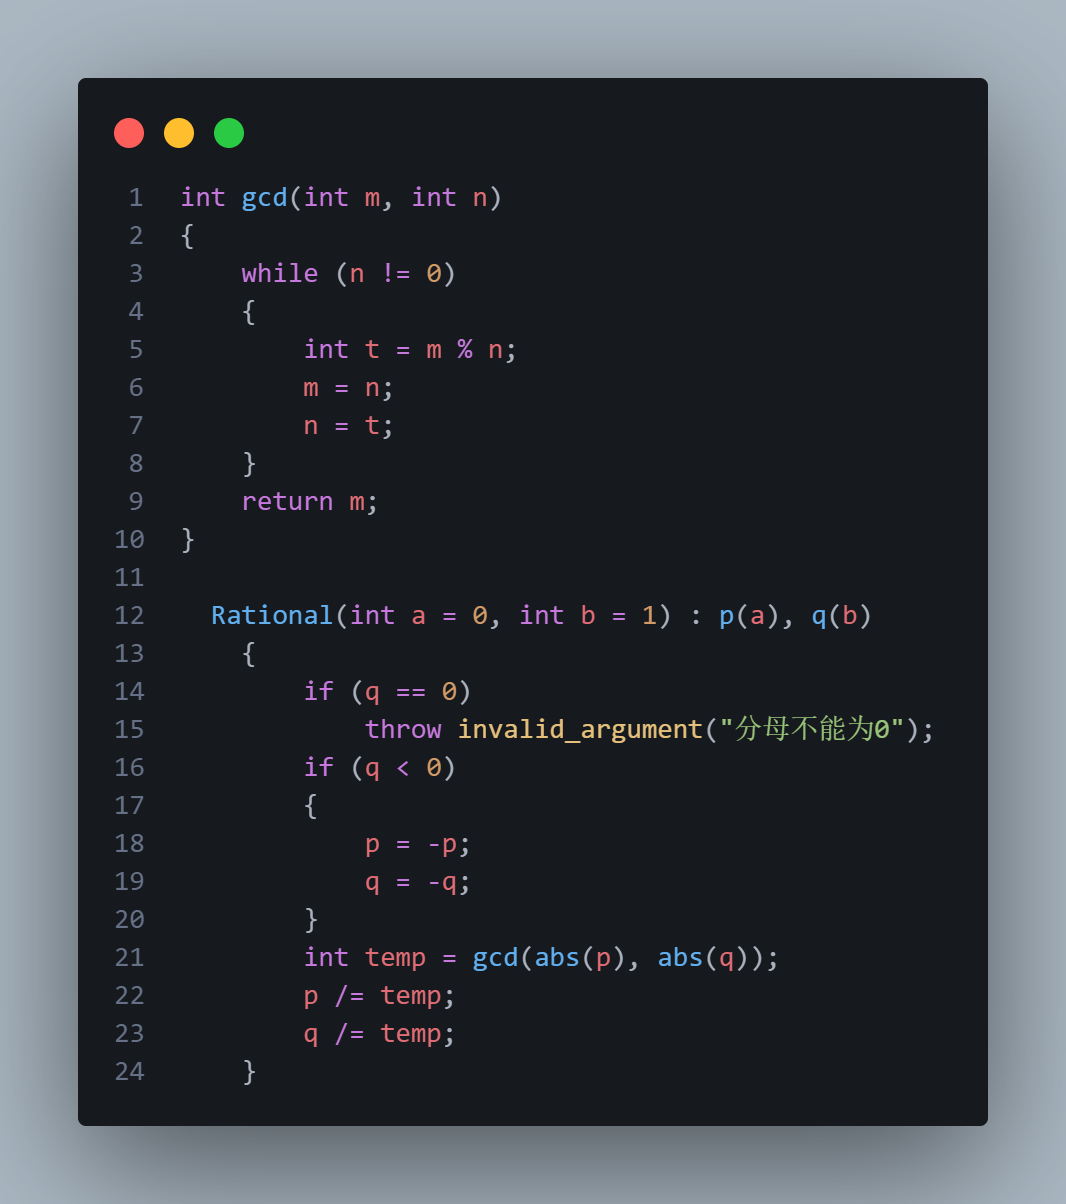 1 int gcd(int m, int n)
2 {
3     while (n != 0)
4     {
5         int t = m % n;
6         m = n;
7         n = t;
8     }
9     return m;
10 }
11
12   Rational(int a = 0, int b = 1) : p(a), q(b)
13     {
14         if (q == 0)
15             throw invalid_argument("分母不能为0");
16         if (q < 0)
17         {
18             p = -p;
19             q = -q;
20         }
21         int temp = gcd(abs(p), abs(q));
22         p /= temp;
23         q /= temp;
24     }